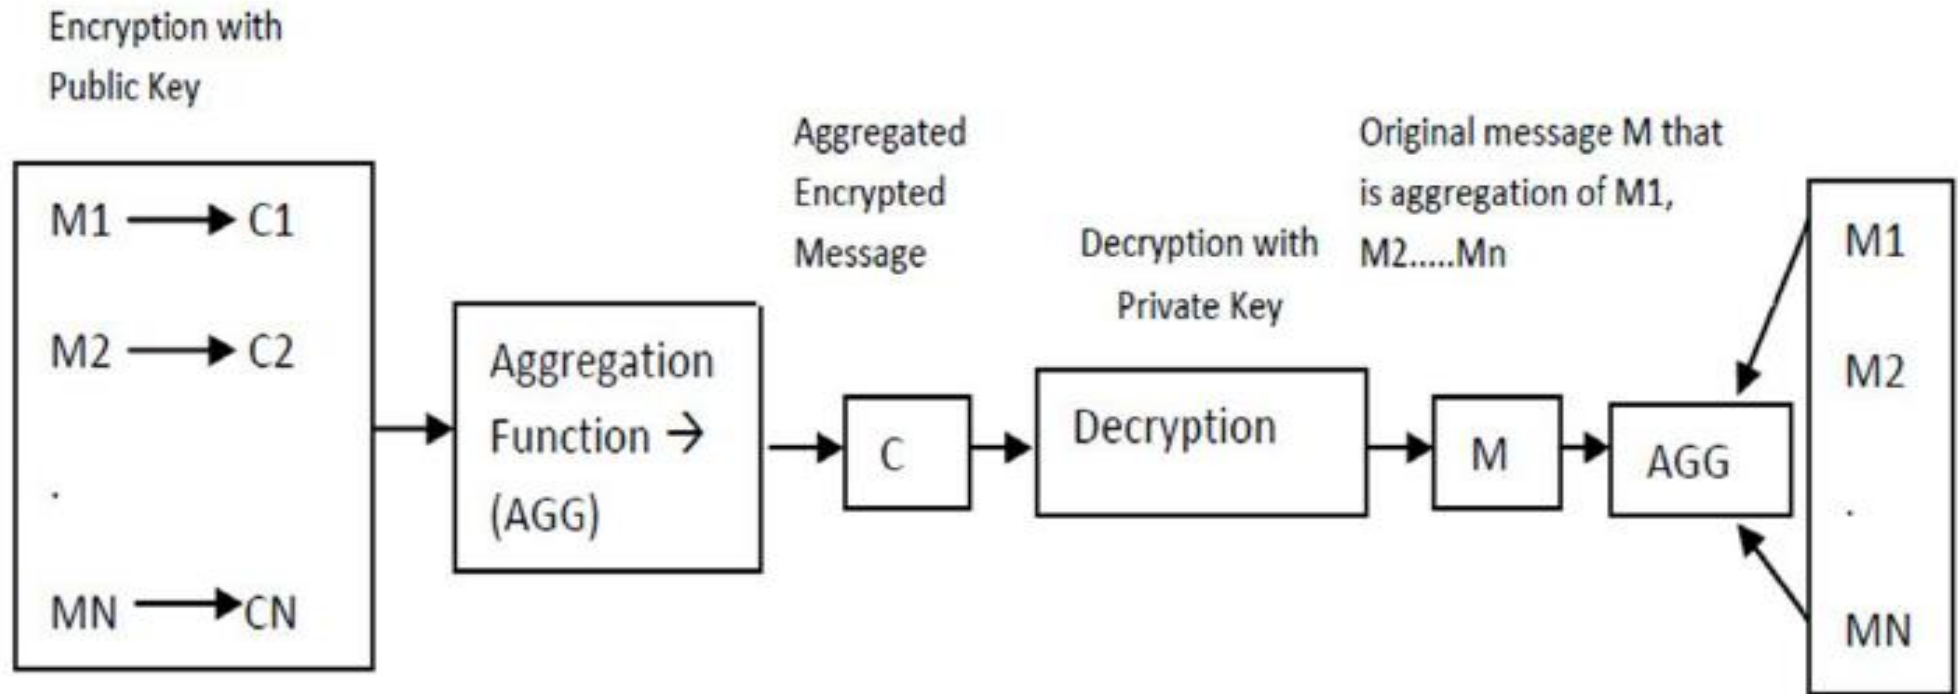 Encryption with
Public Key
M1 → C1
M2 → C2
.
MN → CN
Aggregation
Function →
(AGG)
Aggregated
Encrypted
Message
C
Decryption with
Private Key
Decryption
Original message M that
is aggregation of M1,
M2.....Mn
M
AGG
M1
M2
.
MN